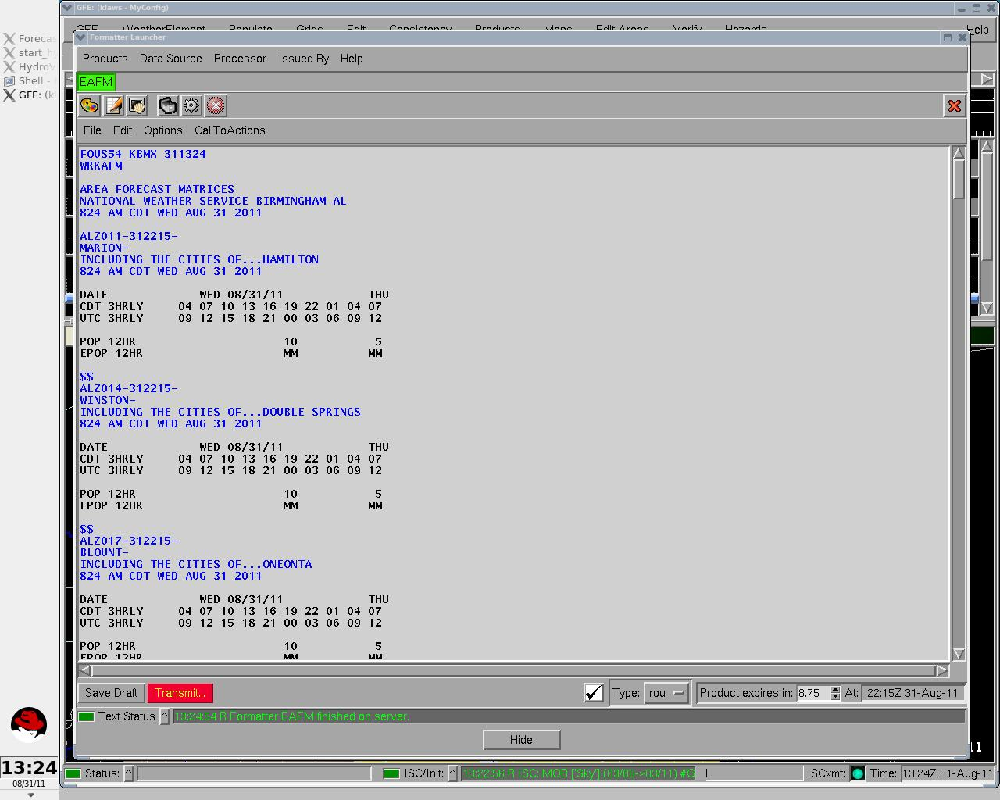 GFE: (klaws - MyConfig)
GFE WeatherElement Populate Grids Edit Consistency Products Maps Edit Areas Verify Hazards Help
Formatter Launcher
Forecas
start_h
HydroV
Shell -
GFE: (kl
Products Data Source Processor Issued By Help
EAFM
File Edit Options CallToActions
FOUS54 KBMX 311324
WRKAFM
AREA FORECAST MATRICES
NATIONAL WEATHER SERVICE BIRMINGHAM AL
824 AM CDT WED AUG 31 2011
ALZ011-312215-
MARION-
INCLUDING THE CITIES OF...HAMILTON
824 AM CDT WED AUG 31 2011
DATE WED 08/31/11 THU
CDT 3HRLY 04 07 10 13 16 19 22 01 04 07
UTC 3HRLY 09 12 15 18 21 00 03 06 09 12
POP 12HR 10 5
EPOP 12HR MM MM
$$
ALZ014-312215-
WINSTON-
INCLUDING THE CITIES OF...DOUBLE SPRINGS
824 AM CDT WED AUG 31 2011
DATE WED 08/31/11 THU
CDT 3HRLY 04 07 10 13 16 19 22 01 04 07
UTC 3HRLY 09 12 15 18 21 00 03 06 09 12
POP 12HR 10 5
EPOP 12HR MM MM
$$
ALZ017-312215-
BLOUNT-
INCLUDING THE CITIES OF...ONEONTA
824 AM CDT WED AUG 31 2011
DATE WED 08/31/11 THU
CDT 3HRLY 04 07 10 13 16 19 22 01 04 07
UTC 3HRLY 09 12 15 18 21 00 03 06 09 12
POP 12HR 10 5
EPOP 12HR MM MM
Save Draft Transmit... Type: rou Product expires in: 8.75 At: 22:15Z 31-Aug-11
Text Status 13:24:54 R Formatter EAFM finished on server.
Hide
11
Status: ISC/Init: 13:22:56 R ISC: MOB ['Sky'] (03/00->03/11) #G ISCxmt: Time: 13:24Z 31-Aug-11
13:24
08/31/11